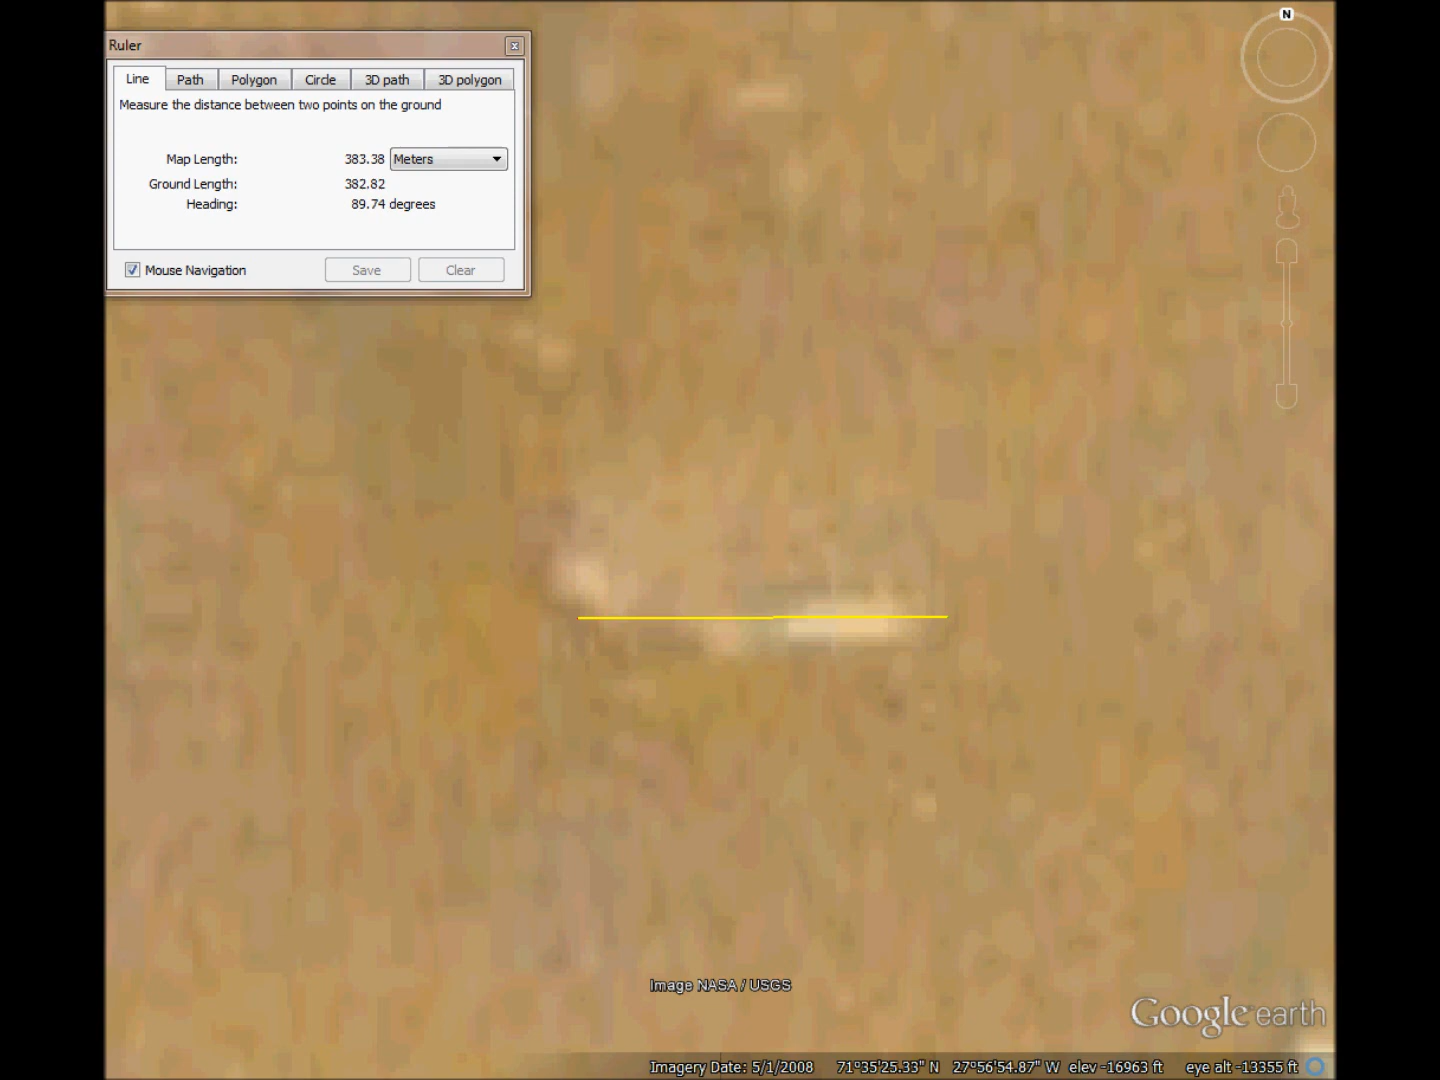 Ruler
Line Path Polygon Circle 3D path 3D polygon
Measure the distance between two points on the ground
Map Length: 383.38 Meters
Ground Length: 382.82
Heading: 89.74 degrees
Mouse Navigation Save Clear
N
Image NASA / USGS
Google earth
Imagery Date: 5/1/2008 71°35'25.33" N 27°56'54.87" W elev -16963 ft eye alt -13355 ft